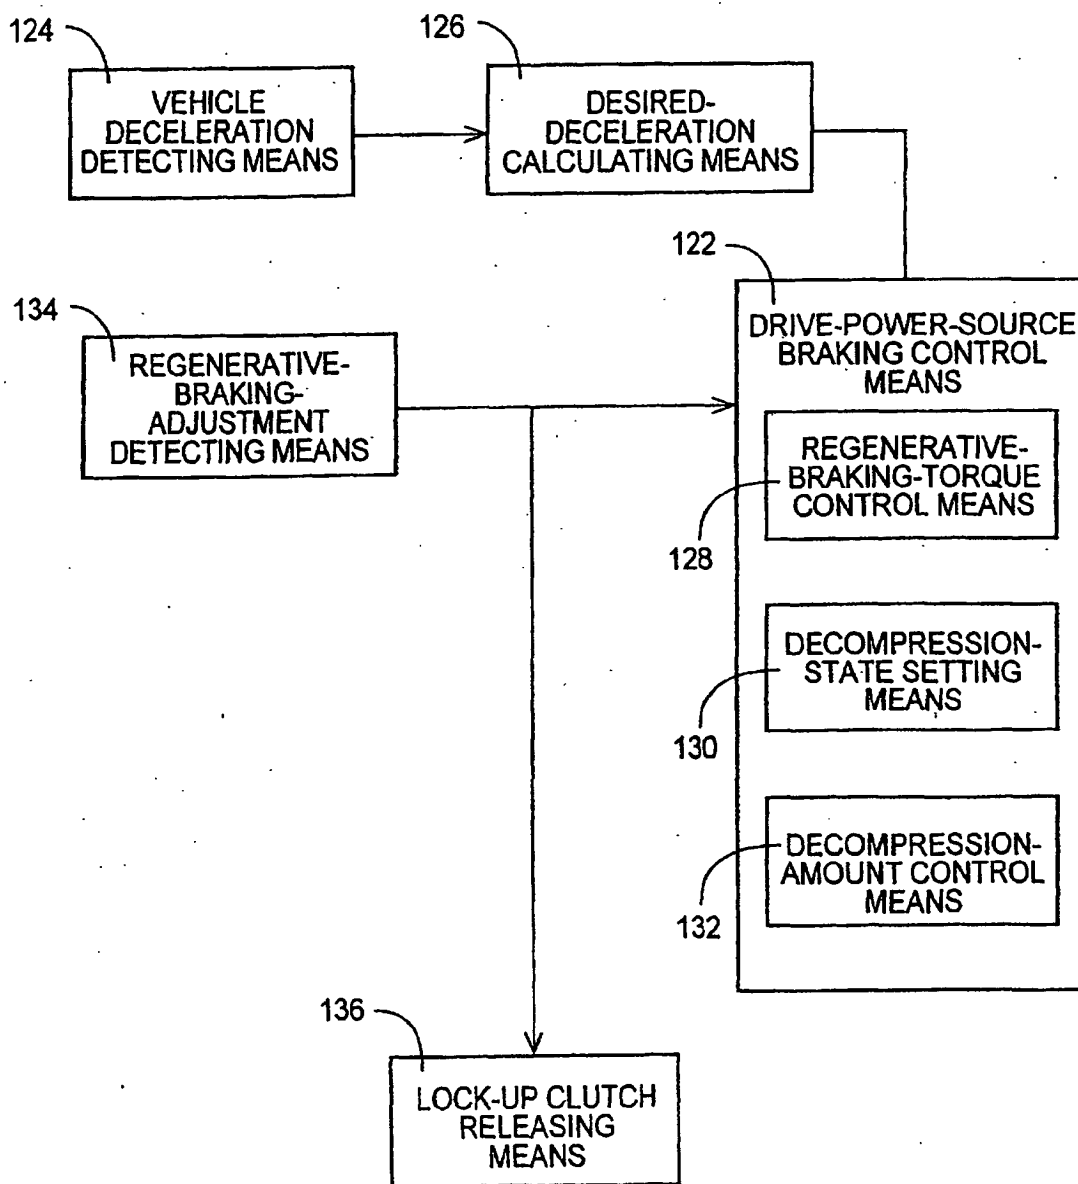 124
VEHICLE
DECELERATION
DETECTING MEANS
126
DESIRED-
DECELERATION
CALCULATING MEANS
122
DRIVE-POWER-SOURCE
BRAKING CONTROL
MEANS
134
REGENERATIVE-
BRAKING-
ADJUSTMENT
DETECTING MEANS
REGENERATIVE-
BRAKING-TORQUE
CONTROL MEANS
128
DECOMPRESSION-
STATE SETTING
MEANS
130
DECOMPRESSION-
AMOUNT CONTROL
MEANS
132
136
LOCK-UP CLUTCH
RELEASING
MEANS